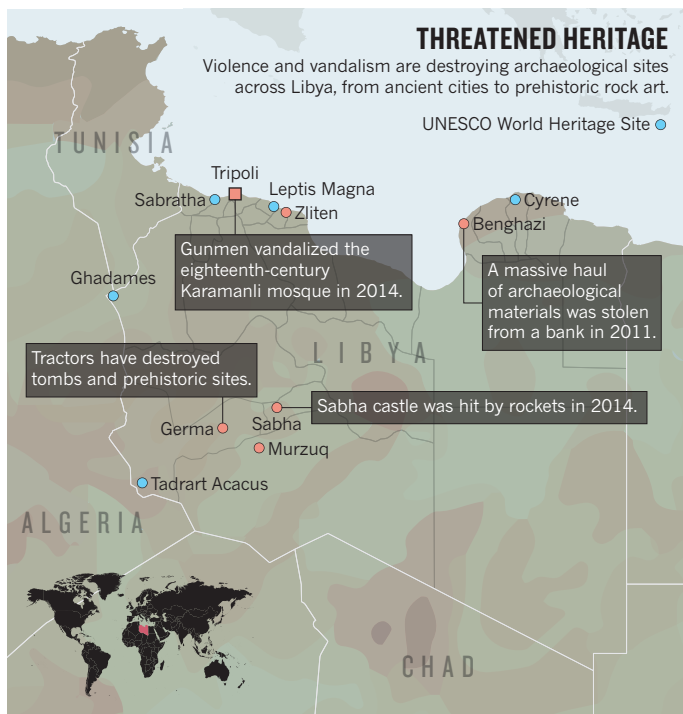 THREATENED HERITAGE
Violence and vandalism are destroying archaeological sites
across Libya, from ancient cities to prehistoric rock art.
UNESCO World Heritage Site
TUNISIA
Tripoli
Sabratha
Leptis Magna
Zliten
Cyrene
Benghazi
Gunmen vandalized the
eighteenth-century
Karamanli mosque in 2014.
A massive haul
of archaeological
materials was stolen
from a bank in 2011.
Ghadames
LIBYA
Tractors have destroyed
tombs and prehistoric sites.
Sabha castle was hit by rockets in 2014.
Germa
Sabha
Murzuq
Tadrart Acacus
ALGERIA
CHAD